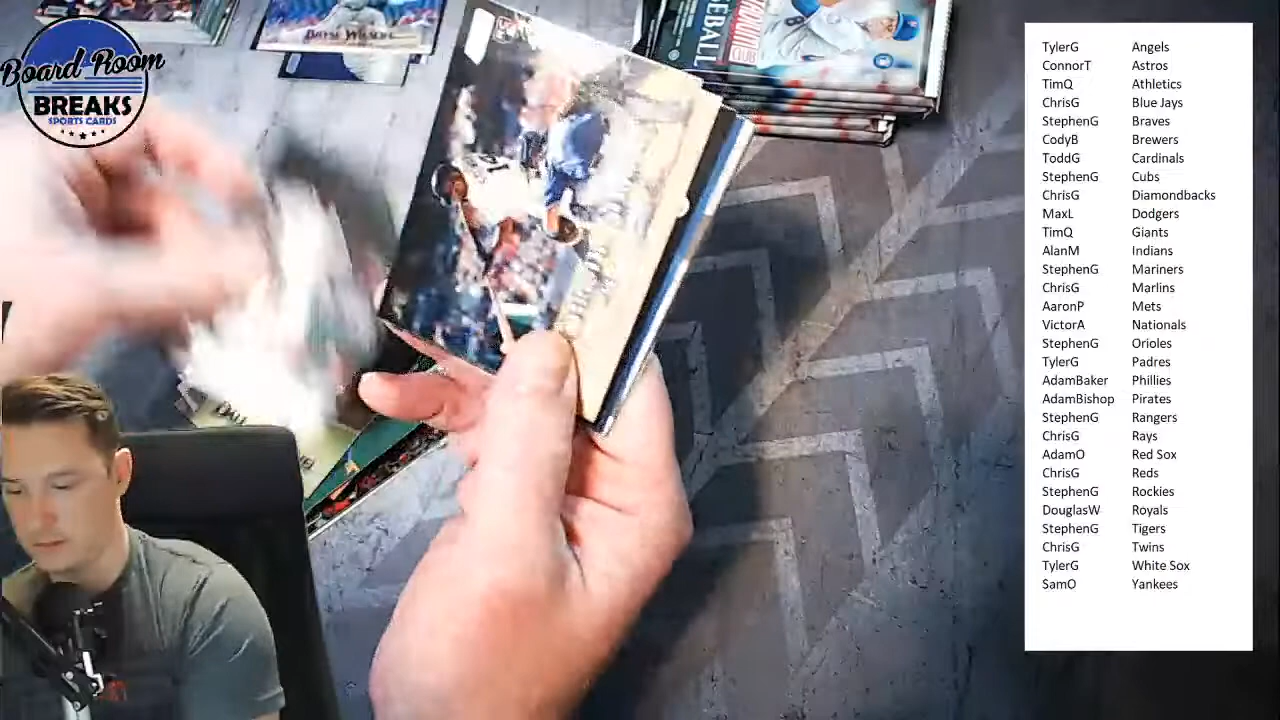 Board Room
BREAKS
SPORTS CARDS
STADIUM
CLUB
BASEBALL
TylerG Angels
ConnorT Astros
TimQ Athletics
ChrisG Blue Jays
StephenG Braves
CodyB Brewers
ToddG Cardinals
StephenG Cubs
ChrisG Diamondbacks
MaxL Dodgers
TimQ Giants
AlanM Indians
StephenG Mariners
ChrisG Marlins
AaronP Mets
VictorA Nationals
StephenG Orioles
TylerG Padres
AdamBaker Phillies
AdamBishop Pirates
StephenG Rangers
ChrisG Rays
AdamO Red Sox
ChrisG Reds
StephenG Rockies
DouglasW Royals
StephenG Tigers
ChrisG Twins
TylerG White Sox
SamO Yankees